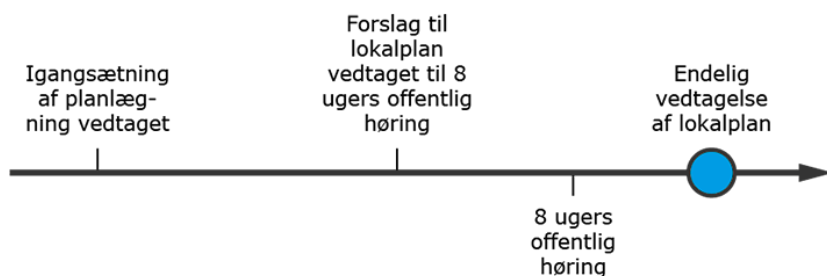 Igangsætning
af planlæg-
ning vedtaget
Forslag til
lokalplan
vedtaget til 8
ugers offentlig
høring
8 ugers
offentlig
høring
Endelig
vedtagelse
af lokalplan